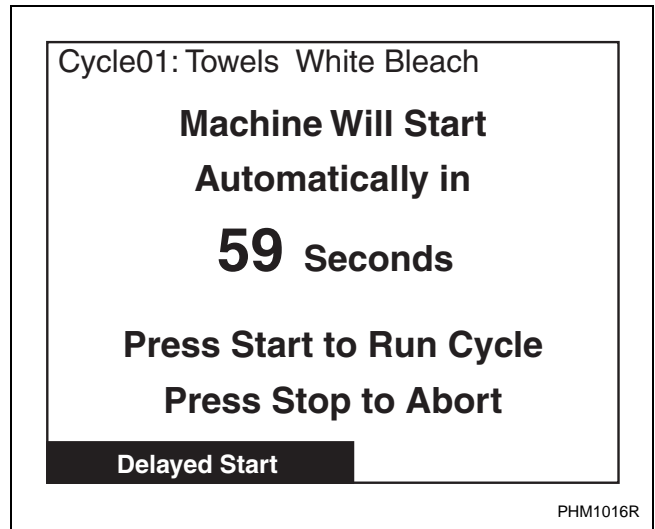 Cycle01: Towels White Bleach
Machine Will Start
Automatically in
59 Seconds
Press Start to Run Cycle
Press Stop to Abort
Delayed Start
PHM1016R